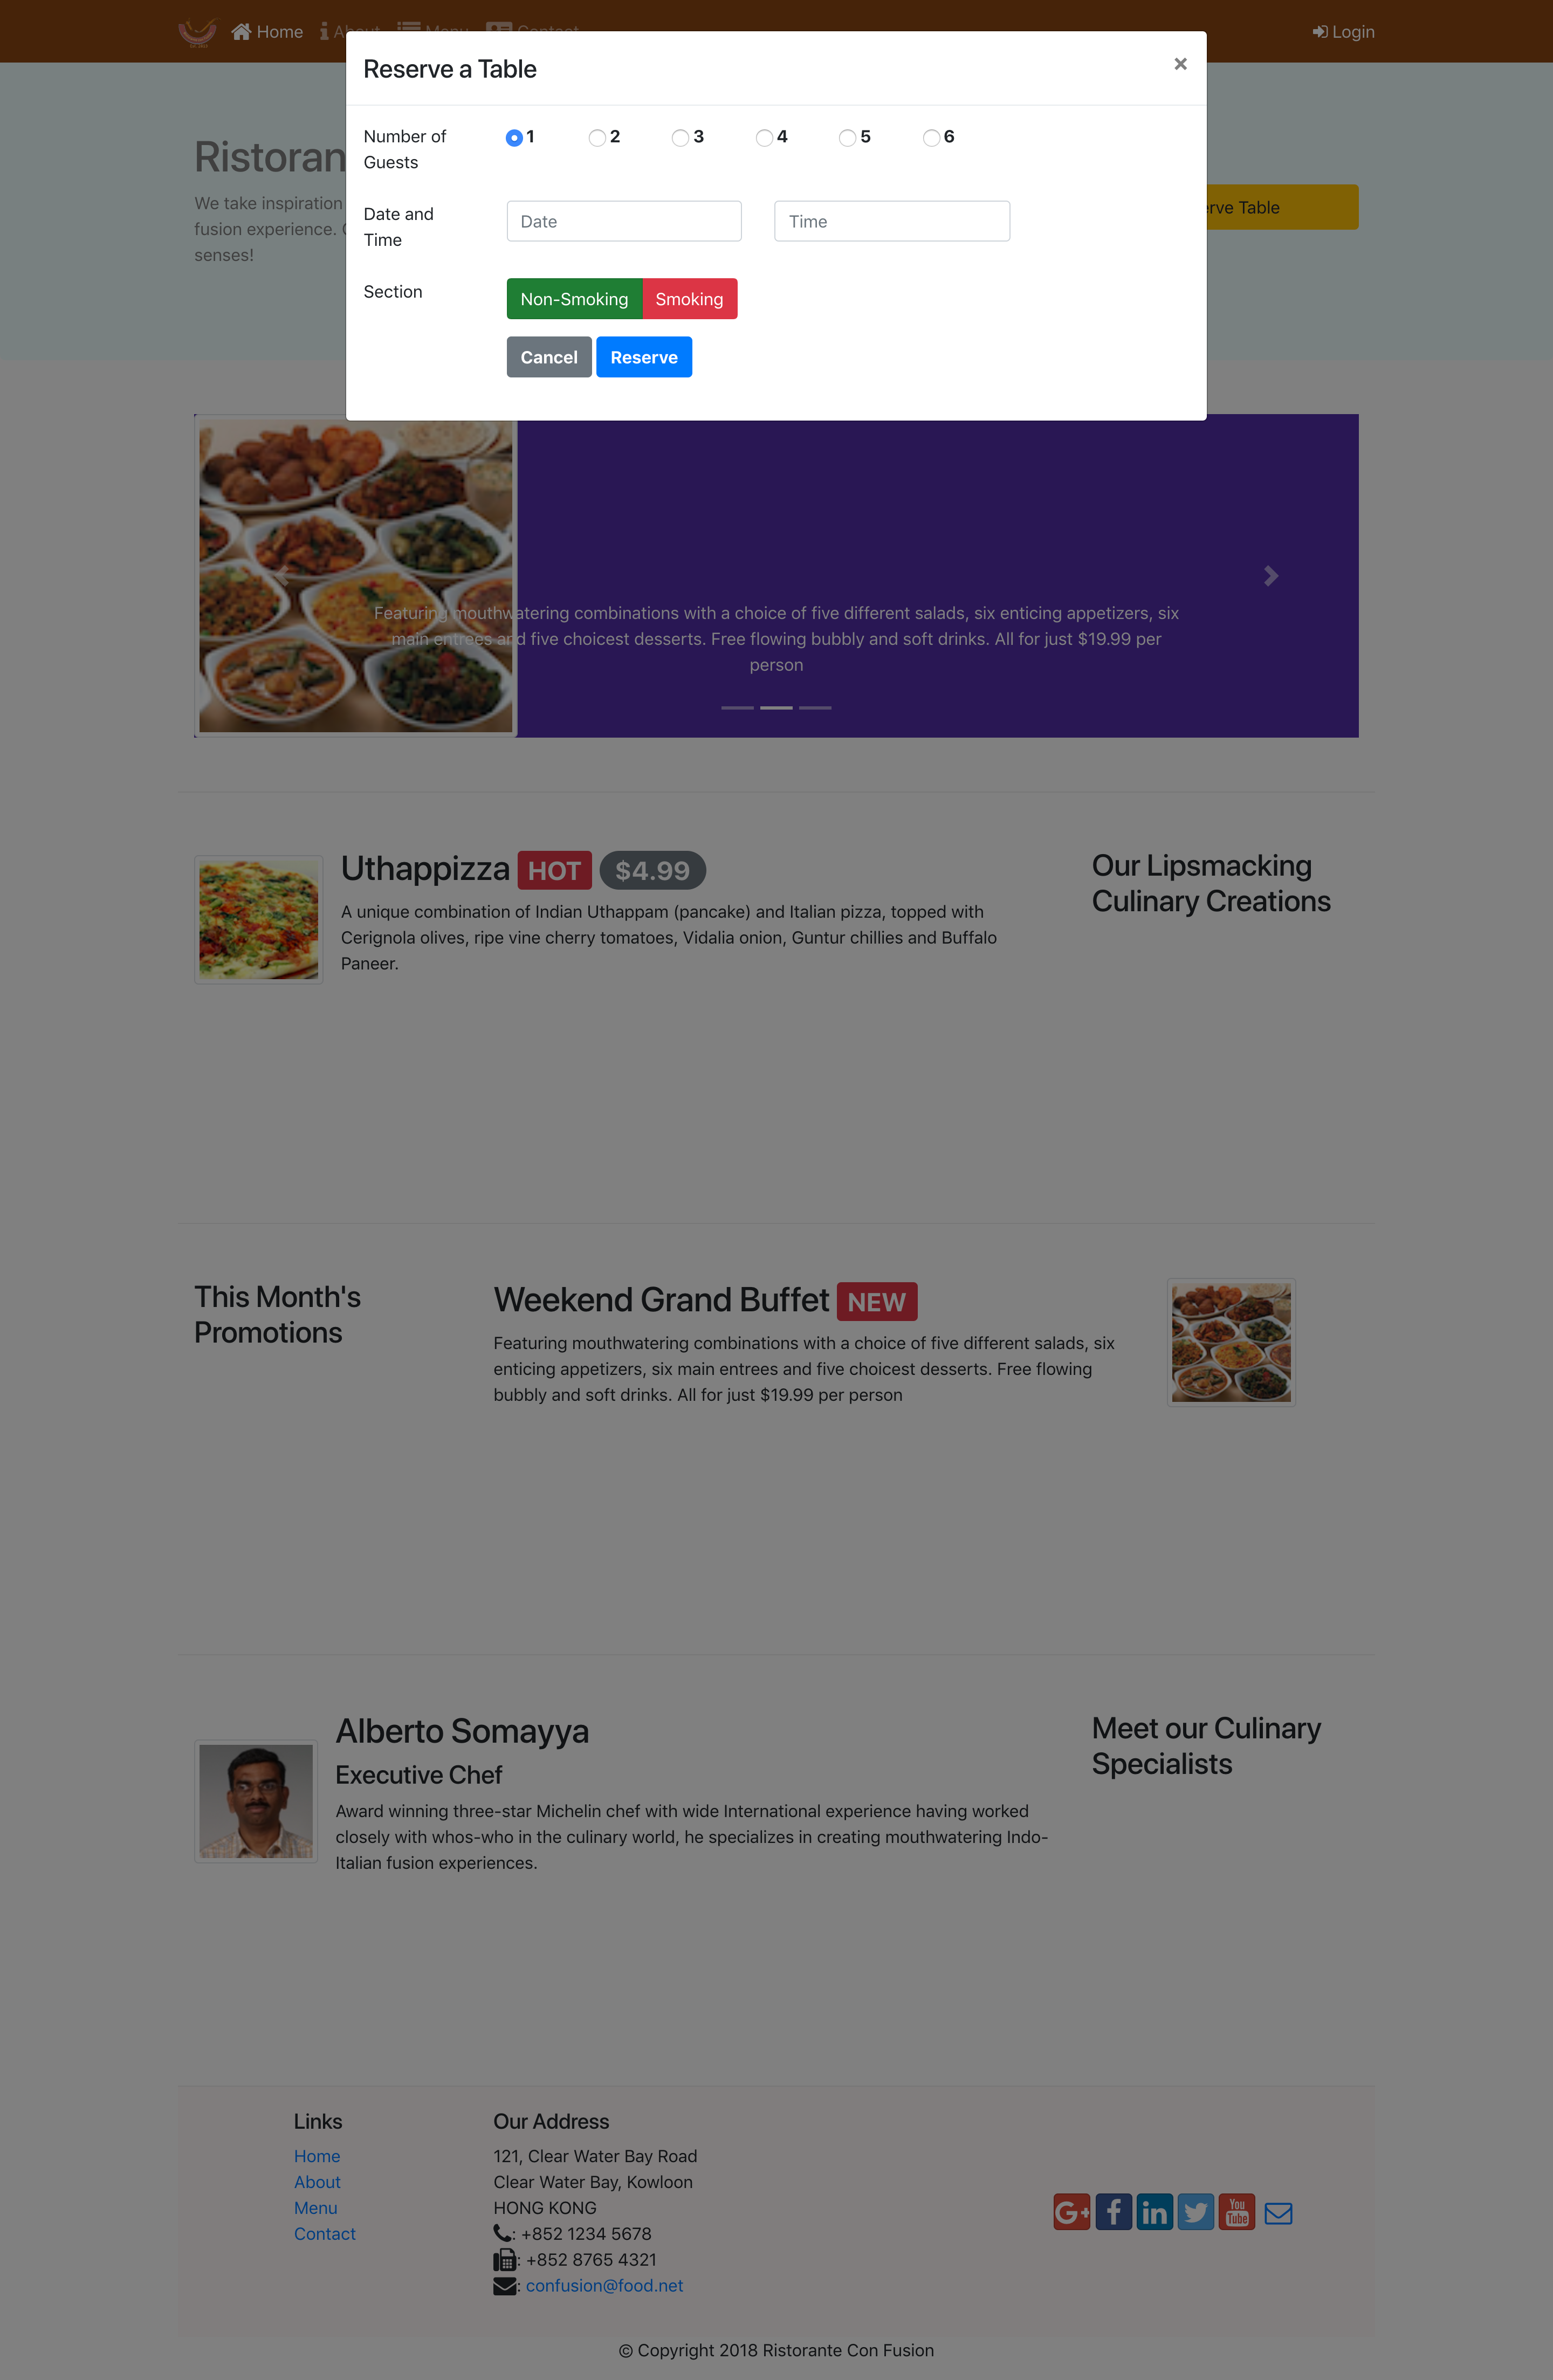 Home About Menu Contact Login
Reserve a Table ×
Number of Guests
1 2 3 4 5 6
Date and Time
Date Time
Section
Non-Smoking Smoking
Cancel Reserve
Ristoran
We take inspiration
fusion experience.
senses!
Table
Featuring mouthwatering combinations with a choice of five different salads, six enticing appetizers, six
main entrees and five choicest desserts. Free flowing bubbly and soft drinks. All for just $19.99 per
person
Uthappizza HOT $4.99
A unique combination of Indian Uthappam (pancake) and Italian pizza, topped with
Cerignola olives, ripe vine cherry tomatoes, Vidalia onion, Guntur chillies and Buffalo
Paneer.
Our Lipsmacking
Culinary Creations
This Month's
Promotions
Weekend Grand Buffet NEW
Featuring mouthwatering combinations with a choice of five different salads, six
enticing appetizers, six main entrees and five choicest desserts. Free flowing
bubbly and soft drinks. All for just $19.99 per person
Alberto Somayya
Executive Chef
Award winning three-star Michelin chef with wide International experience having worked
closely with whos-who in the culinary world, he specializes in creating mouthwatering Indo-
Italian fusion experiences.
Meet our Culinary
Specialists
Links
Home
About
Menu
Contact
Our Address
121, Clear Water Bay Road
Clear Water Bay, Kowloon
HONG KONG
: +852 1234 5678
: +852 8765 4321
: confusion@food.net
G+ f in You Tube
© Copyright 2018 Ristorante Con Fusion